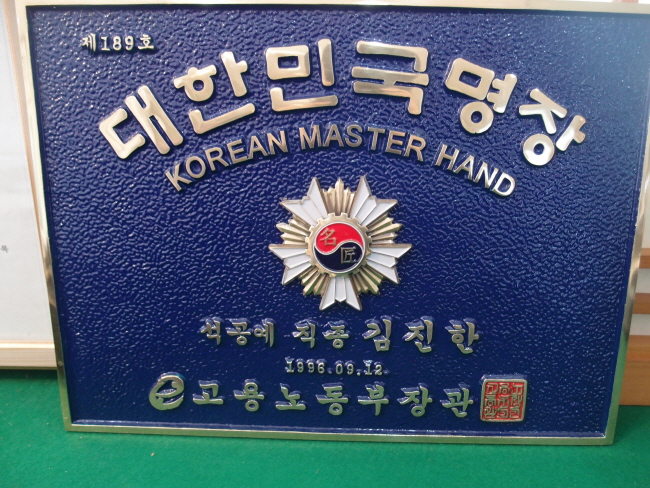 제189호
대한민국명장
KOREAN MASTER HAND
名匠
석공예 직종 김진한
1996.09.12
고용노동부장관